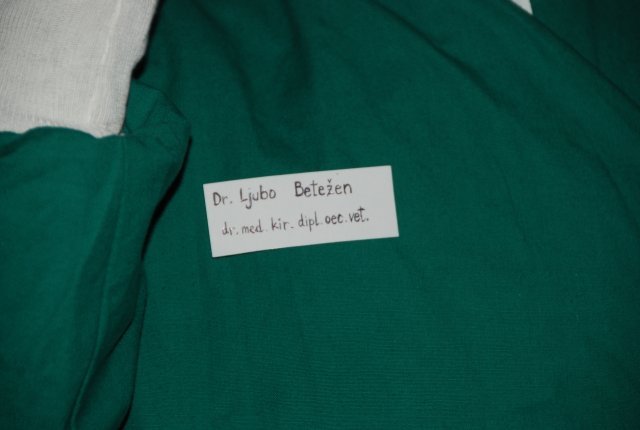 Dr. Ljubo Betežen
dr. med. kir. dipl. oec. vet.